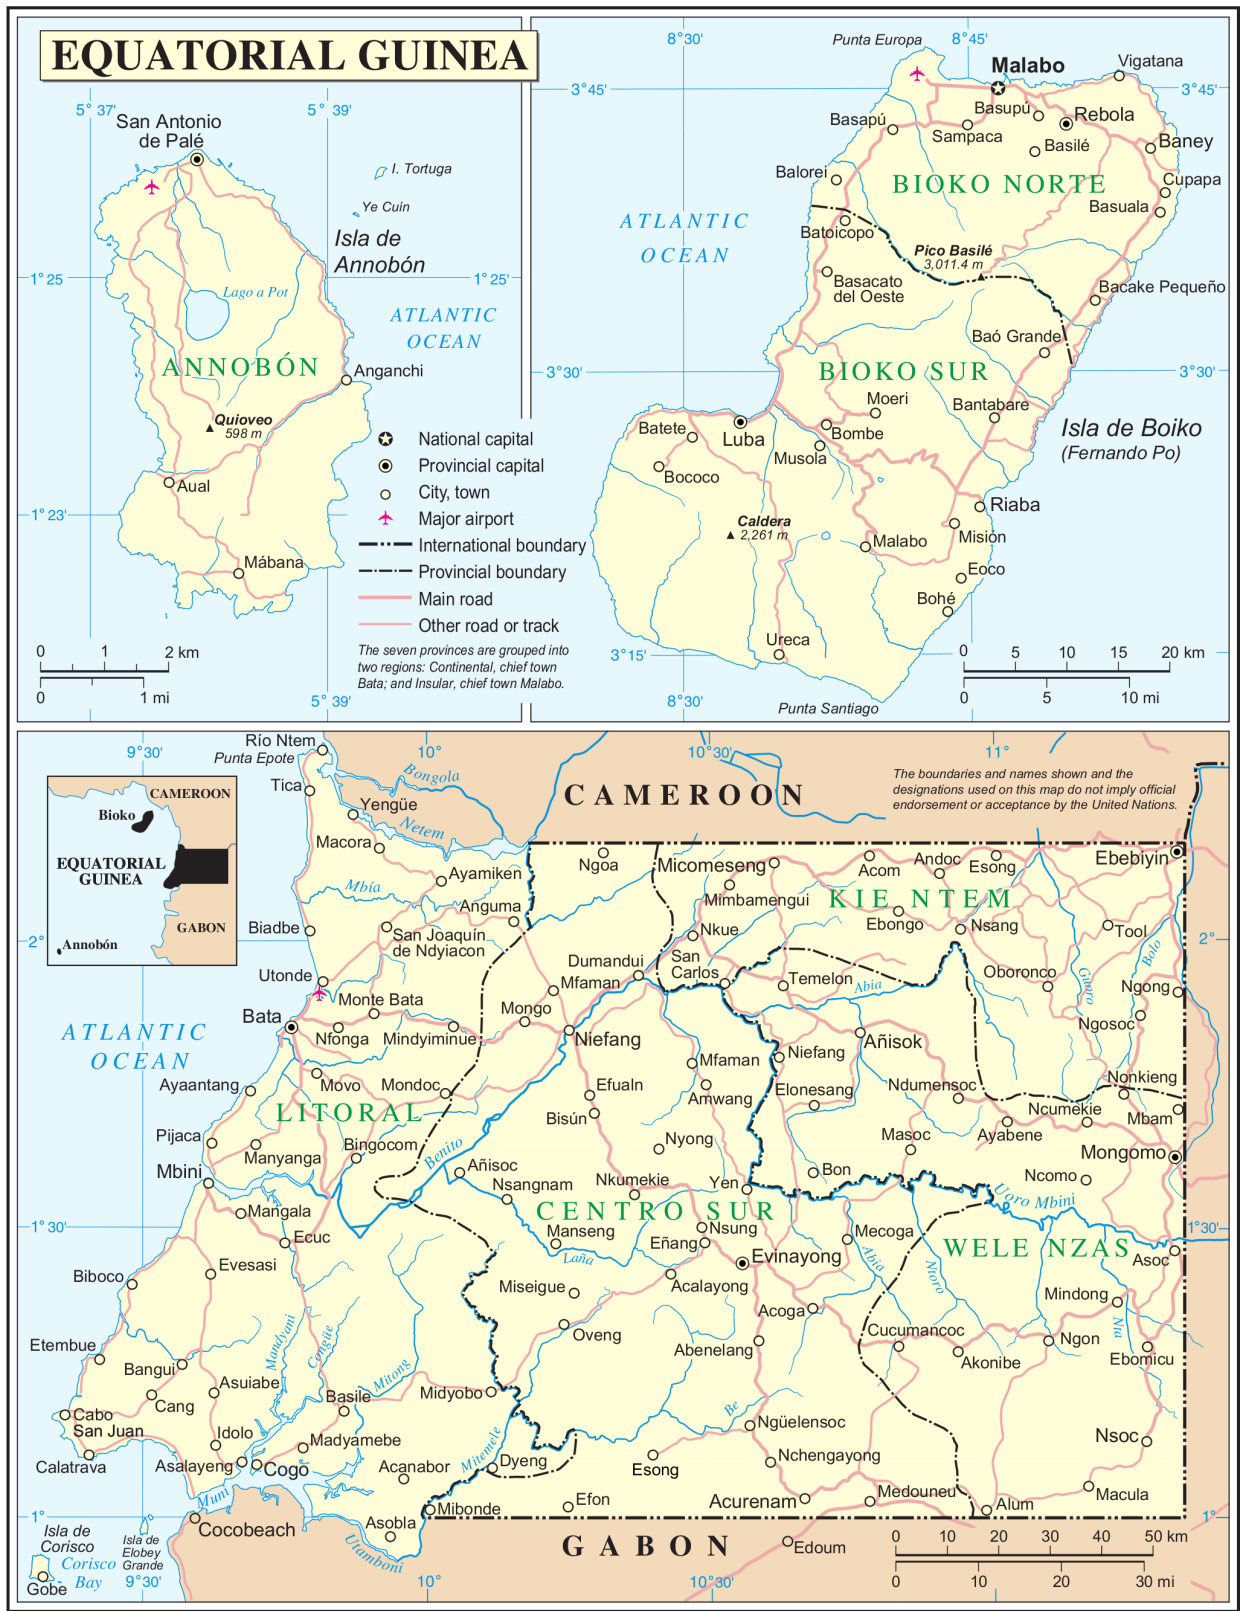 EQUATORIAL GUINEA
5° 37'
5° 39'
San Antonio
de Palé
I. Tortuga
Ye Cuín
Isla de
Annobón
1° 25'
1° 25'
Lago a Pot
ATLANTIC
OCEAN
ANNOBÓN
Anganchi
Quioveo
598 m
Aual
1° 23'
Mábana
0 1 2 km
0 1 mi
5° 39'
National capital
Provincial capital
City, town
Major airport
International boundary
Provincial boundary
Main road
Other road or track
The seven provinces are grouped into
two regions: Continental, chief town
Bata; and Insular, chief town Malabo.
8° 30'
Punta Europa
8° 45'
Malabo
Vigatana
3° 45'
3° 45'
Basapú
Sampaca
Basupú
Rebola
Basilé
Baney
Balorei
BIOKO NORTE
Cupapa
Basuala
ATLANTIC
OCEAN
Batoicopo
Pico Basilé
3,011.4 m
Basacato
del Oeste
Bacake Pequeño
Baó Grande
3° 30'
BIOKO SUR
3° 30'
Moeri
Bantabare
Batete
Luba
Bombe
Musola
Isla de Boiko
(Fernando Po)
Bococo
Riaba
Caldera
2,261 m
Misión
Malabo
Eoco
Bohé
Ureca
3° 15'
0 5 10 15 20 km
0 5 10 mi
8° 30'
Punta Santiago
9° 30'
Río Ntem
Punta Epote
10°
10° 30'
11°
Tica
Bongola
CAMEROON
The boundaries and names shown and the
designations used on this map do not imply official
endorsement or acceptance by the United Nations.
CAMEROON
Bioko
EQUATORIAL
GUINEA
GABON
Annobón
Yengüe
Netem
Macora
Ayamiken
Mbía
Anguma
Biadbe
San Joaquín
de Ndyiacon
Ngoa
Micomeseng
Acom
Andoc
Esong
Ebebiyin
Mimbamengui
KIE NTEM
Ebongo
Nsang
Tool
Nkue
Bolo
2°
2°
Utonde
Dumandui
San
Carlos
Mfaman
Temelon
Abia
Oboronco
Guoro
Ngong
Monte Bata
Bata
Nfonga
Mindyiminue
Mongo
Niefang
Añisok
Ngosoc
ATLANTIC
OCEAN
Mfaman
Niefang
Ayaantang
Movo
Mondoc
Efualn
Amwang
Elonesang
Ndumensoc
Nonkieng
LITORAL
Bisún
Ncumekie
Mbam
Pijaca
Manyanga
Bingocom
Benito
Nyong
Masoc
Ayabene
Mbini
Añisoc
Nsangnam
Nkumekie
Yen
Bon
Mongomo
Ncomo
Uoro Mbini
Mangala
CENTRO SUR
1° 30'
1° 30'
Ecuc
Manseng
Nsung
Eñang
Mecoga
WELE NZAS
Laña
Evinayong
Abia
Asoc
Biboco
Evesasi
Acalayong
Ntoro
Miseigue
Mindong
Acoga
Etembue
Mandyani
Congüe
Oveng
Abenelang
Cucumancoc
Akonibe
Ngon
Nta
Ebomicu
Bangui
Asuiabe
Mitong
Cang
Basile
Midyobo
Be
Cabo
San Juan
Idolo
Ngüelensoc
Nsoc
Calatrava
Asalayeng
Cogo
Madyamebe
Acanabor
Mitemele
Dyeng
Esong
Nchengayong
Muni
Mibonde
Efon
Acurenam
Medouneu
Alum
Macula
1°
1°
Isla de
Corisco
Isla de
Elobey
Grande
Cocobeach
Asobla
Utamboni
GABON
Edoum
0 10 20 30 40 50 km
0 10 20 30 mi
Corisco
Bay
Gobe
9° 30'
10°
10° 30'